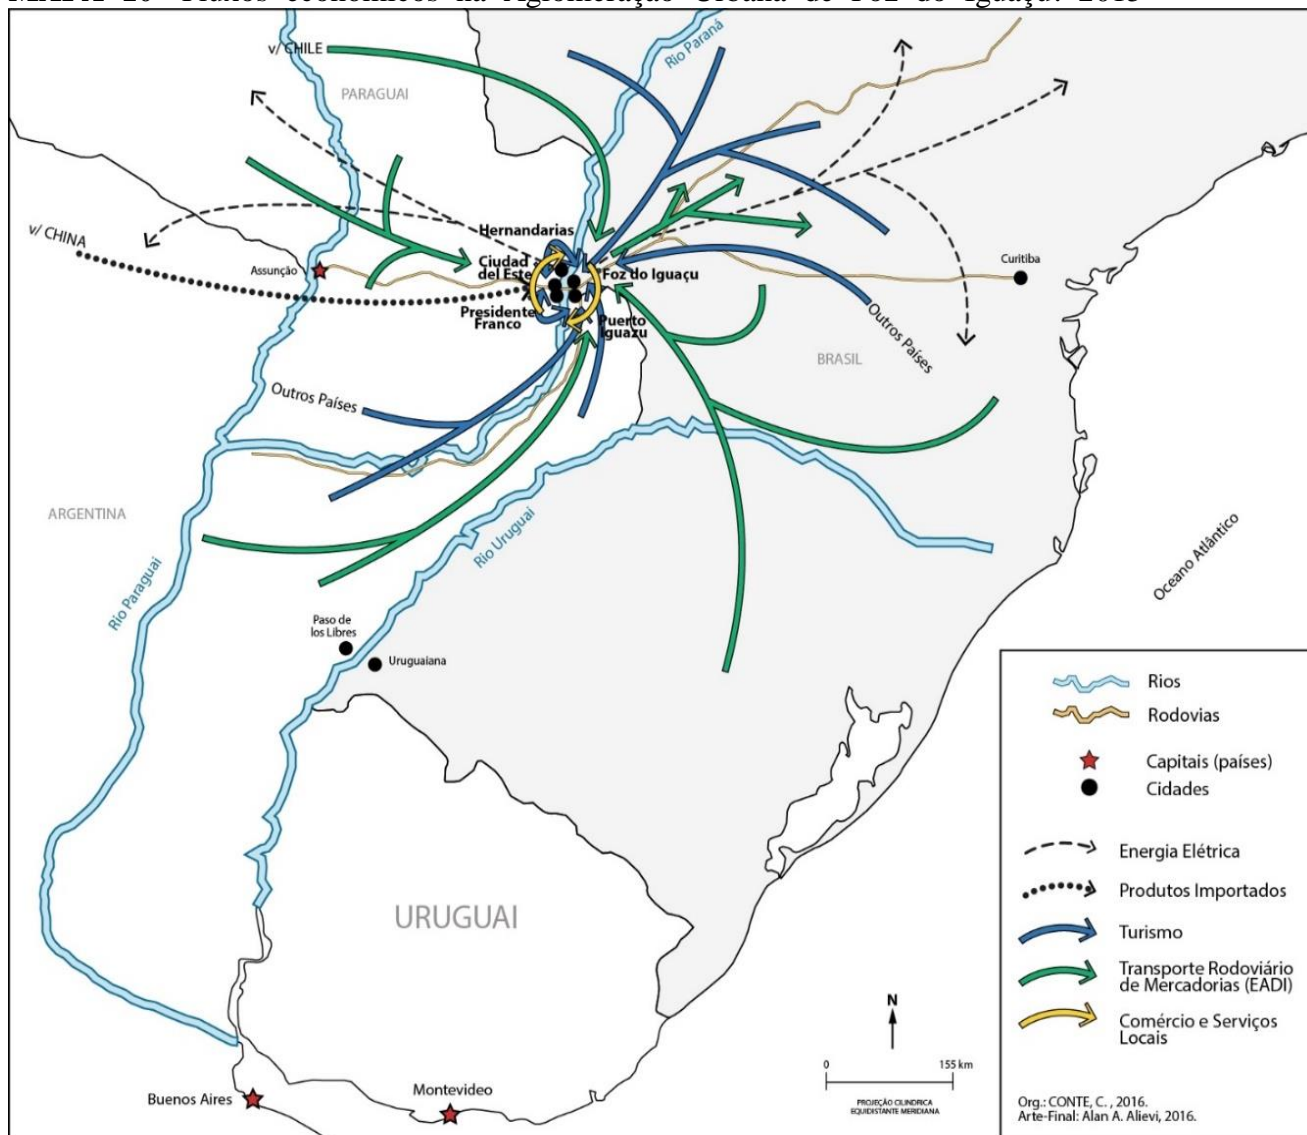 MAPA 20- Fluxos econômicos na Aglomeração Urbana de Foz do Iguaçu: 2015
v/ CHILE
Rio Paraná
PARAGUAI
v/ CHINA
Hernandarias
Assunção
Ciudad
del Este
Foz do Iguaçu
Curitiba
Presidente
Franco
Puerto
Iguazu
Outros Países
BRASIL
Outros Países
ARGENTINA
Rio Uruguai
Rio Paraguai
Oceano Atlântico
Paso de
los Libres
Uruguaiana
URUGUAI
Buenos Aires
Montevideo
Rios
Rodovias
Capitais (países)
Cidades
Energia Elétrica
Produtos Importados
Turismo
Transporte Rodoviário
de Mercadorias (EADI)
Comércio e Serviços
Locais
N
0 155 km
PROJEÇÃO CILINDRICA
EQUIDISTANTE MERIDIANA
Org.: CONTE, C. , 2016.
Arte-Final: Alan A. Alievi, 2016.